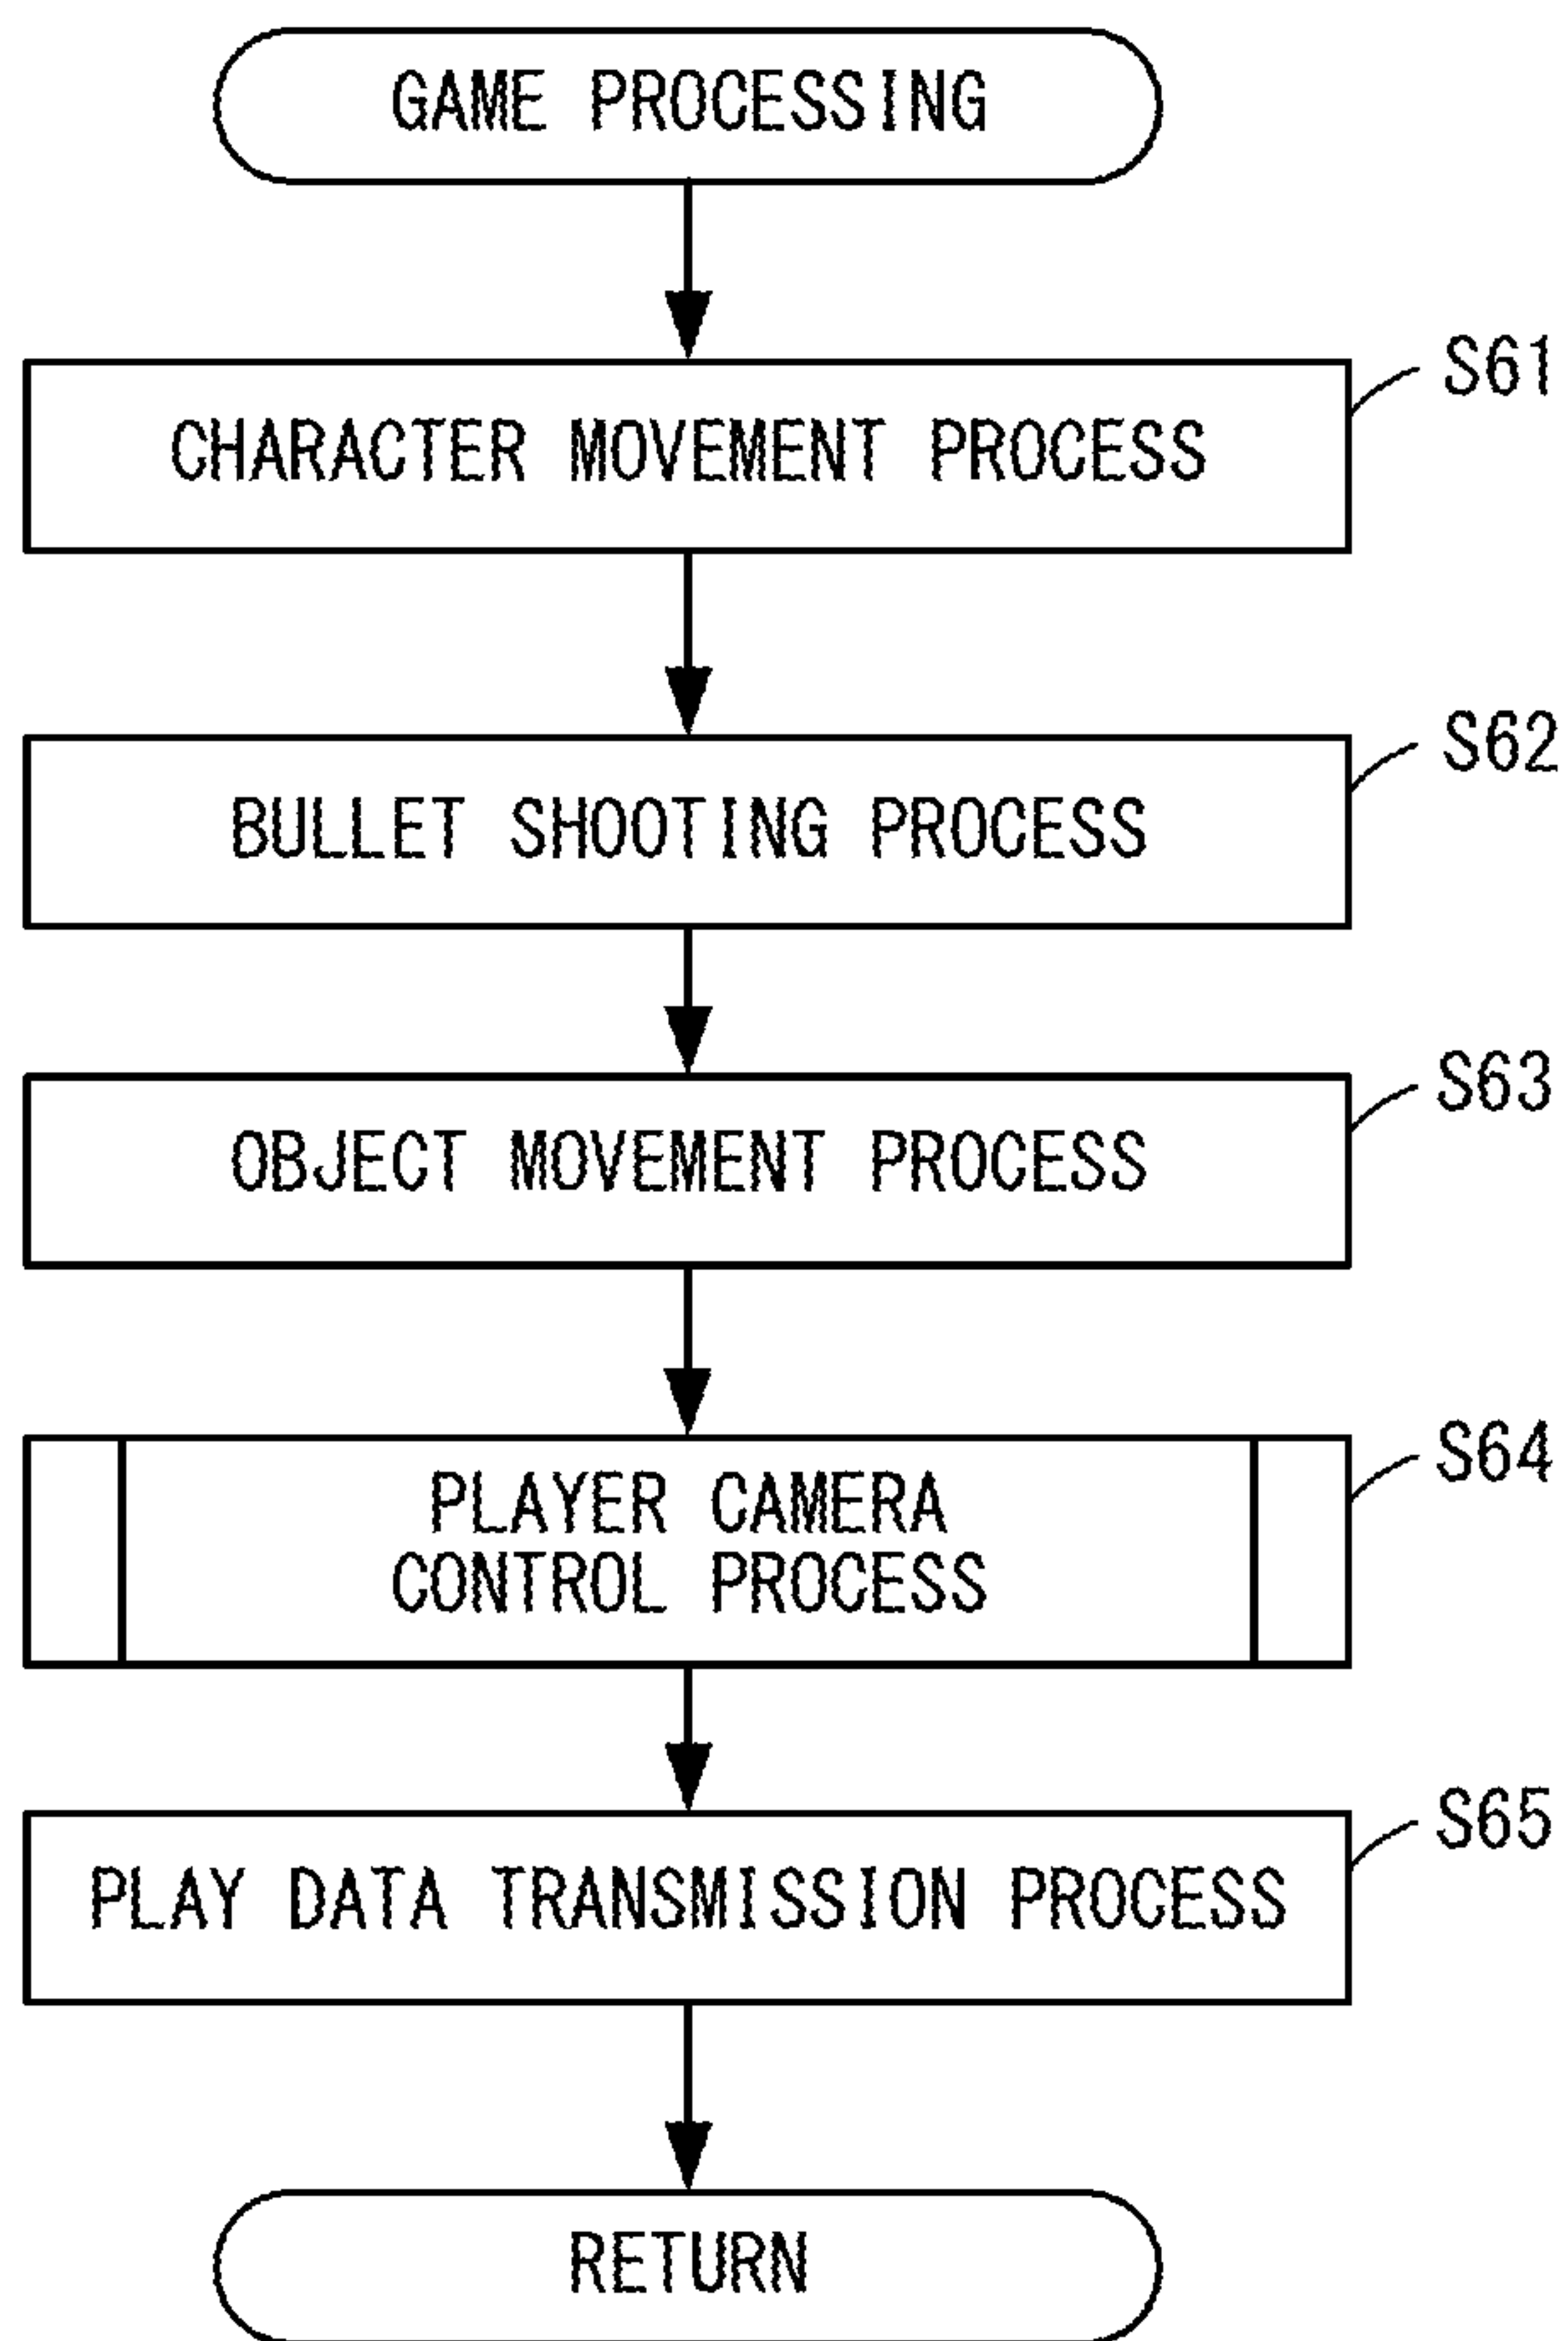 GAME PROCESSING
S61
CHARACTER MOVEMENT PROCESS
S62
BULLET SHOOTING PROCESS
S63
OBJECT MOVEMENT PROCESS
S64
PLAYER CAMERA
CONTROL PROCESS
S65
PLAY DATA TRANSMISSION PROCESS
RETURN